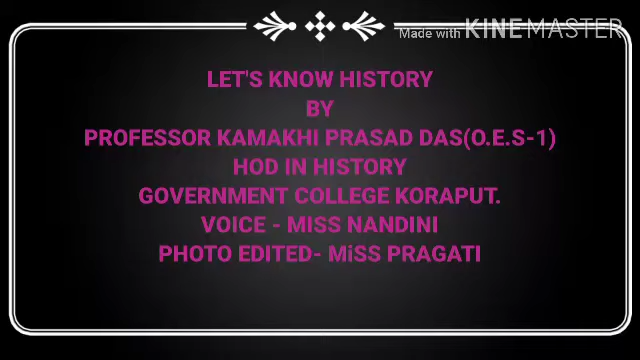 Made with KINEMASTER
LET'S KNOW HISTORY
BY
PROFESSOR KAMAKHI PRASAD DAS(O.E.S-1)
HOD IN HISTORY
GOVERNMENT COLLEGE KORAPUT.
VOICE - MISS NANDINI
PHOTO EDITED- MiSS PRAGATI